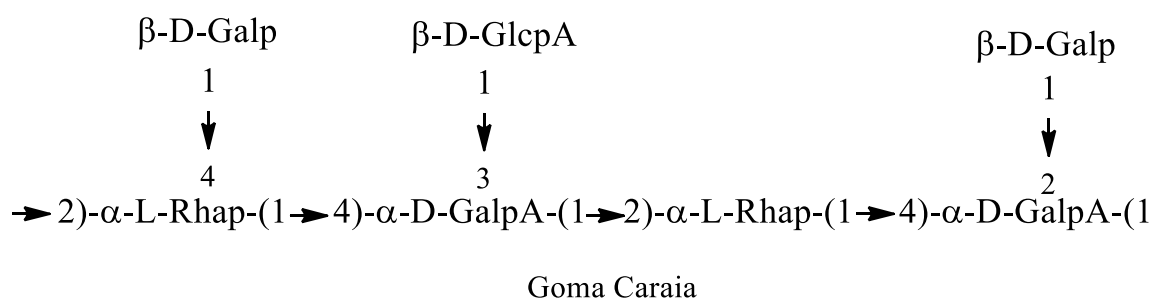 β-D-Galp β-D-GlcpA β-D-Galp
1 1 1
4 3 2
2)-α-L-Rhap-(1 4)-α-D-GalpA-(1 2)-α-L-Rhap-(1 4)-α-D-GalpA-(1
Goma Caraia